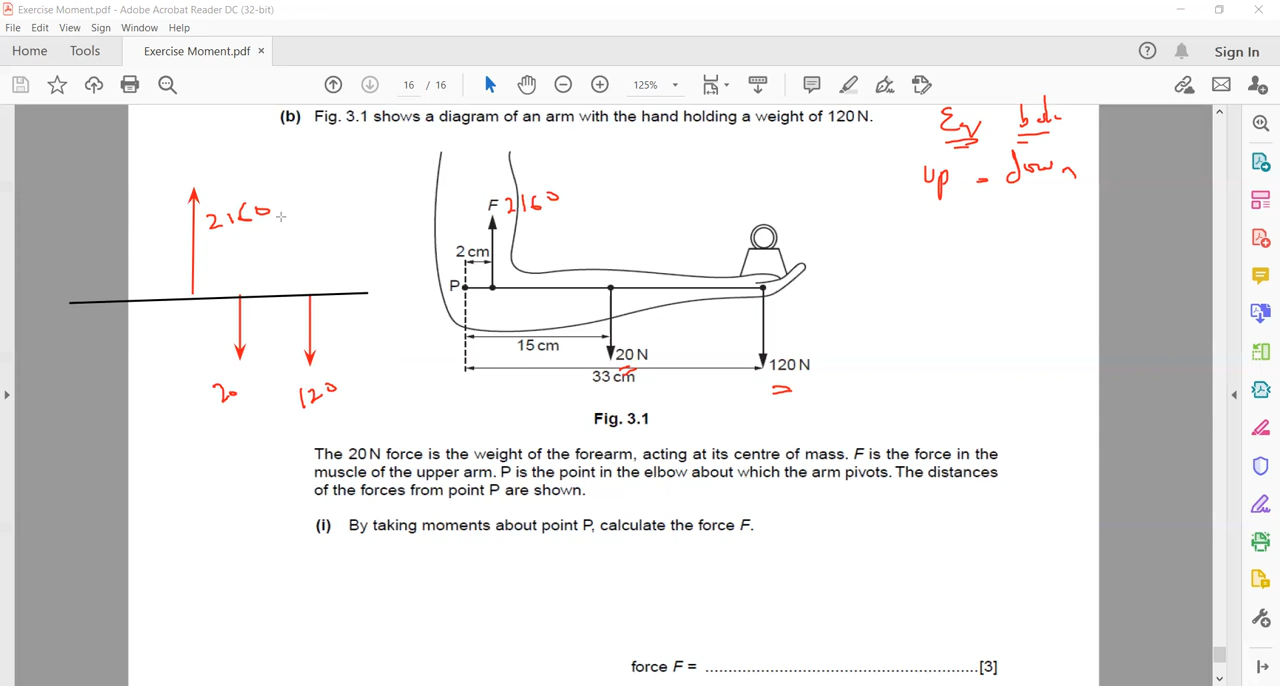 Exercise Moment.pdf - Adobe Acrobat Reader DC (32-bit)
File Edit View Sign Window Help
Home Tools Exercise Moment.pdf × Sign In
16 / 16 125%
(b) Fig. 3.1 shows a diagram of an arm with the hand holding a weight of 120 N.
up = down
2160
F 2160
2 cm
P
15 cm
20 N
120 N
33 cm
20 120
Fig. 3.1
The 20 N force is the weight of the forearm, acting at its centre of mass. F is the force in the
muscle of the upper arm. P is the point in the elbow about which the arm pivots. The distances
of the forces from point P are shown.
(i) By taking moments about point P, calculate the force F.
force F = ......................................................[3]